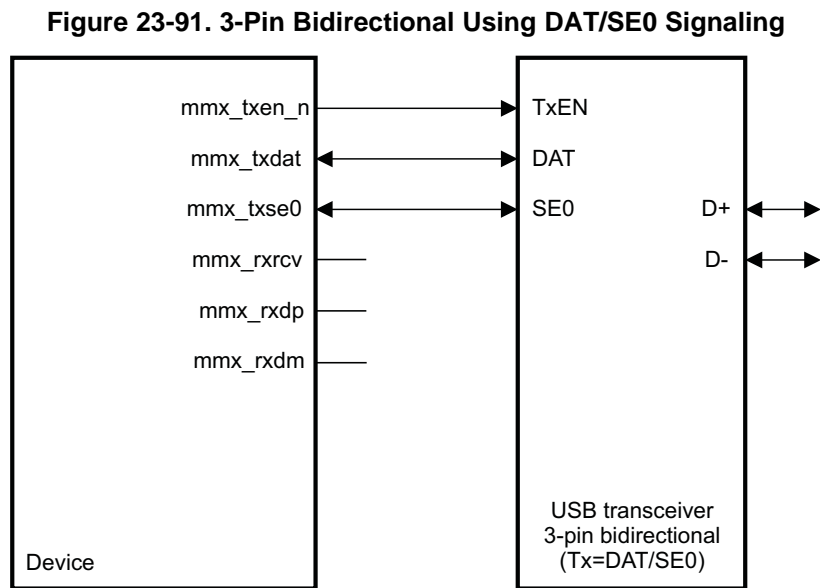 Figure 23-91. 3-Pin Bidirectional Using DAT/SE0 Signaling
mmx_txen_n
TxEN
mmx_txdat
DAT
mmx_txse0
SE0
D+
mmx_rxrcv
D-
mmx_rxdp
mmx_rxdm
USB transceiver
3-pin bidirectional
(Tx=DAT/SE0)
Device